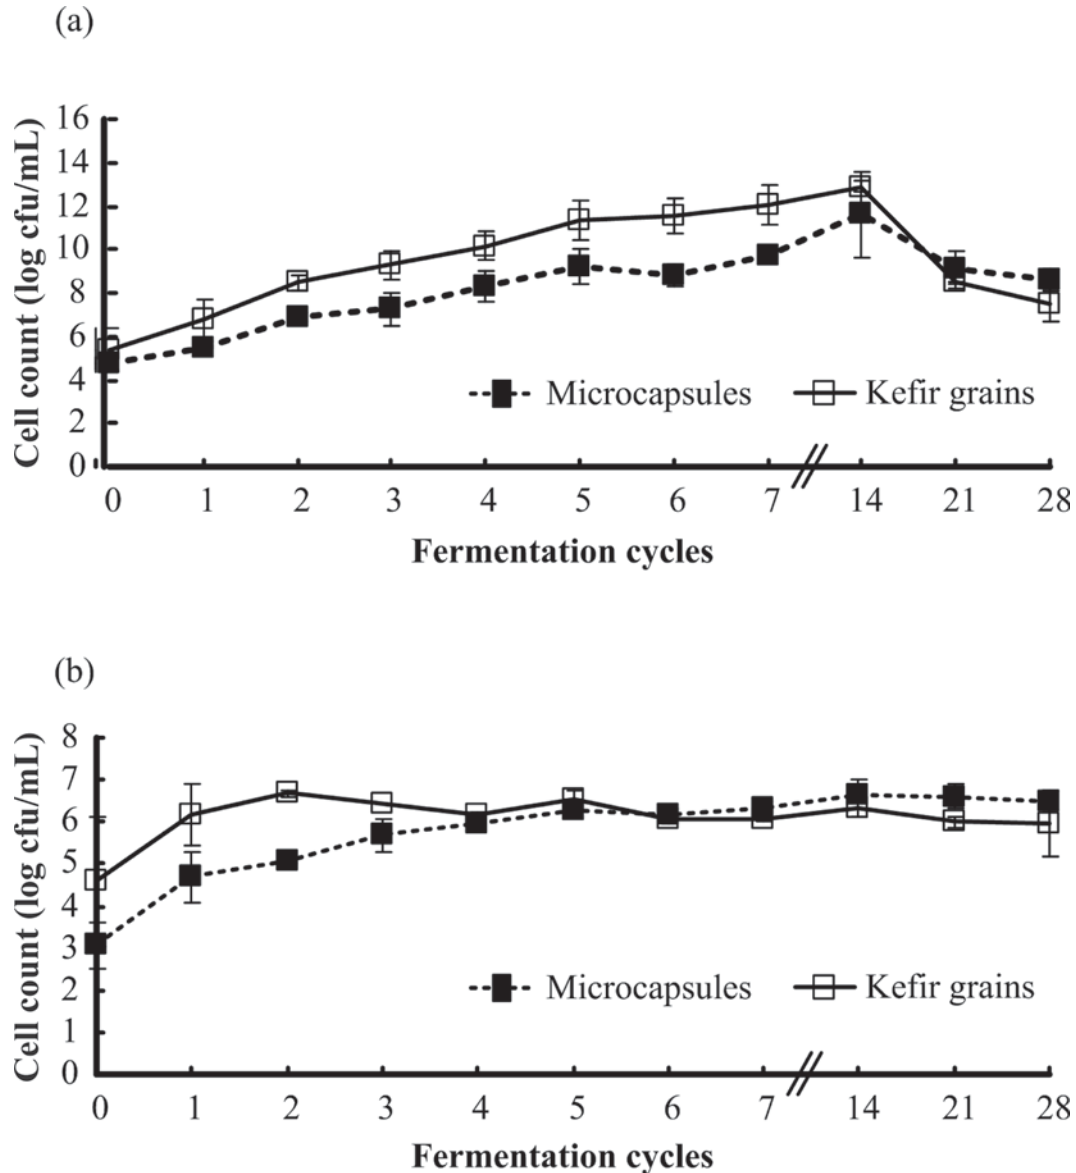 (a)
Cell count (log cfu/mL)
16
14
12
10
8
6
4
2
0
Microcapsules Kefir grains
0 1 2 3 4 5 6 7 14 21 28
Fermentation cycles
(b)
Cell count (log cfu/mL)
8
7
6
5
4
3
2
1
0
Microcapsules Kefir grains
0 1 2 3 4 5 6 7 14 21 28
Fermentation cycles